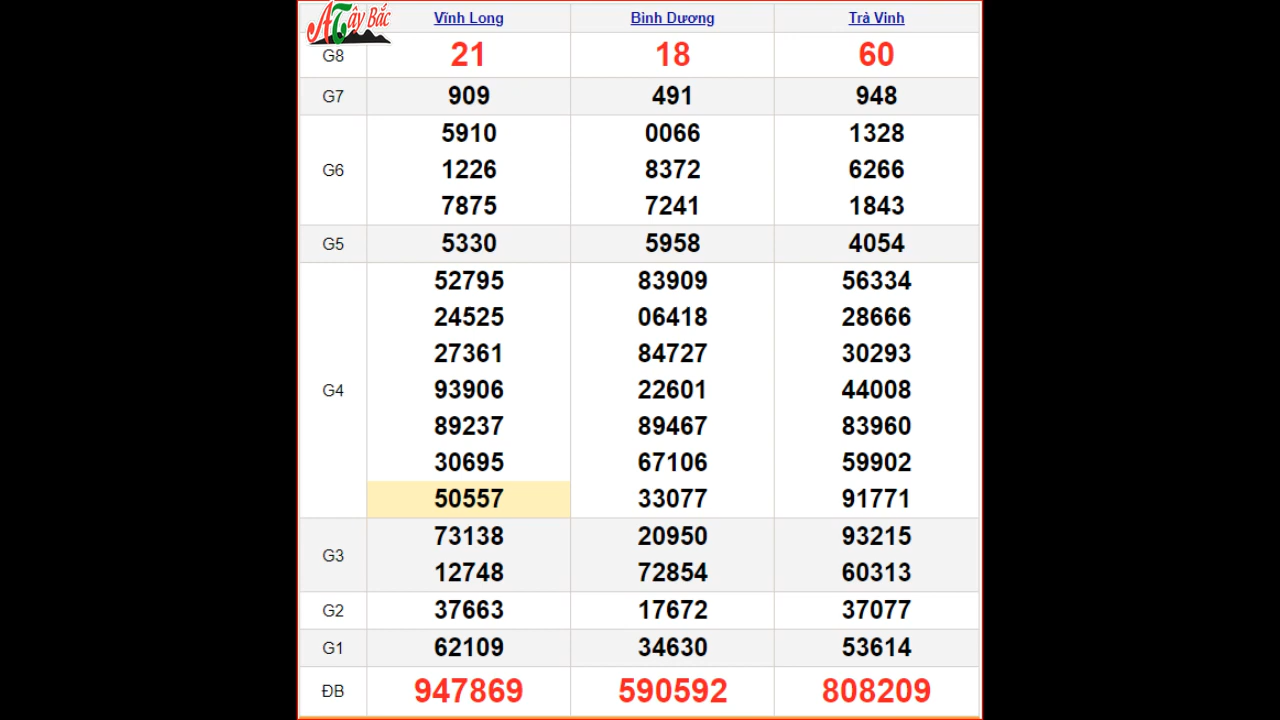 ATây Bắc
Vĩnh Long Bình Dương Trà Vinh
G8 21 18 60
G7 909 491 948
5910 0066 1328
G6 1226 8372 6266
7875 7241 1843
G5 5330 5958 4054
52795 83909 56334
24525 06418 28666
27361 84727 30293
G4 93906 22601 44008
89237 89467 83960
30695 67106 59902
50557 33077 91771
G3 73138 20950 93215
12748 72854 60313
G2 37663 17672 37077
G1 62109 34630 53614
ĐB 947869 590592 808209